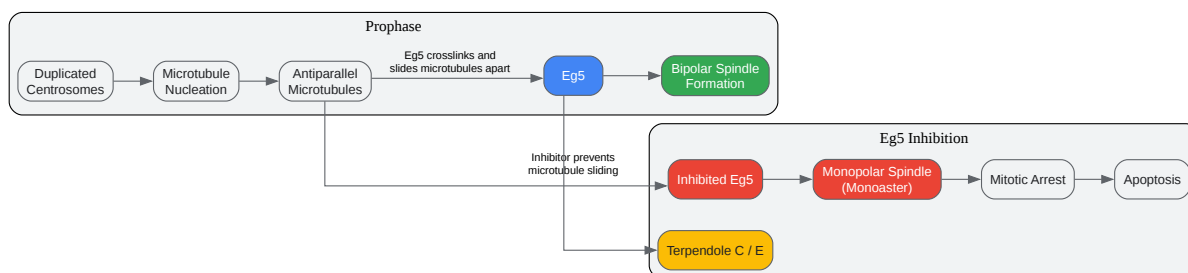 Prophase
Duplicated
Centrosomes
Microtubule
Nucleation
Antiparallel
Microtubules
Eg5 crosslinks and
slides microtubules apart
Eg5
Bipolar Spindle
Formation
Eg5 Inhibition
Inhibitor prevents
microtubule sliding
Inhibited Eg5
Monopolar Spindle
(Monoaster)
Mitotic Arrest
Apoptosis
Terpendole C / E